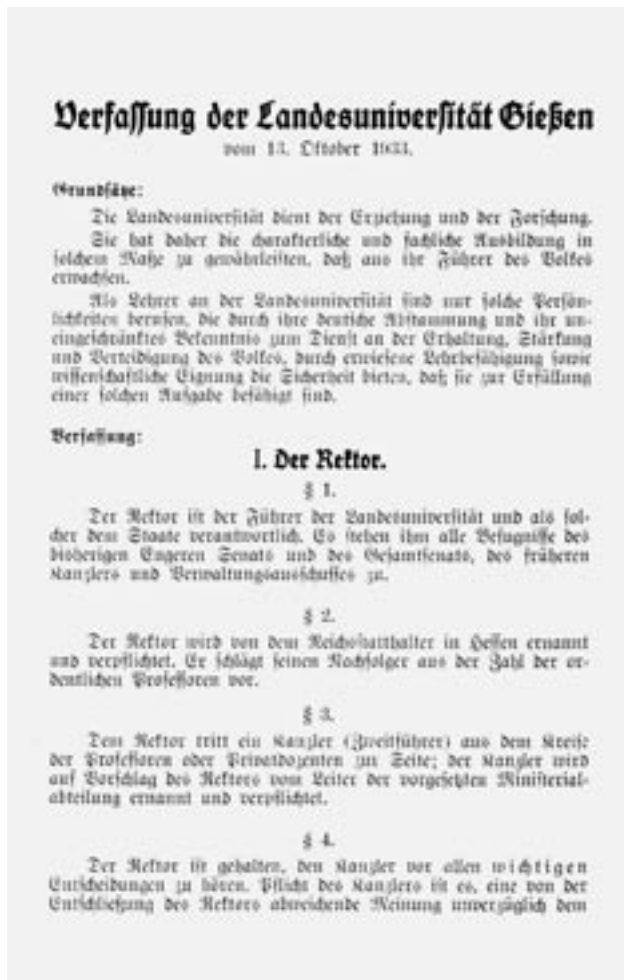 Verfassung der Landesuniversität Gießen
vom 13. Oktober 1933.
Grundsätze:
Die Landesuniversität dient der Erziehung und der Forschung.
Sie hat daher die charakterliche und fachliche Ausbildung in
solchem Maße zu gewährleisten, daß aus ihr Führer des Volkes
erwachsen.
Als Lehrer an der Landesuniversität sind nur solche Persön-
lichkeiten berufen, die durch ihre deutsche Abstammung und ihr un-
eingeschränktes Bekenntnis zum Dienst an der Erhaltung, Stärkung
und Verteidigung des Volkes, durch erwiesene Lehrbefähigung sowie
wissenschaftliche Eignung die Sicherheit bieten, daß sie zur Erfüllung
einer solchen Aufgabe befähigt sind.
Verfassung:
I. Der Rektor.
§ 1.
Der Rektor ist der Führer der Landesuniversität und als sol-
cher dem Staate verantwortlich. Es stehen ihm alle Befugnisse des
bisherigen Engeren Senats und des Gesamtsenats, des früheren
Kanzlers und Verwaltungsausschusses zu.
§ 2.
Der Rektor wird von dem Reichsstatthalter in Hessen ernannt
und verpflichtet. Er schlägt seinen Nachfolger aus der Zahl der or-
dentlichen Professoren vor.
§ 3.
Dem Rektor tritt ein Kanzler (Zweitführer) aus dem Kreise
der Professoren oder Privatdozenten zur Seite; der Kanzler wird
auf Vorschlag des Rektors vom Leiter der vorgesetzten Ministerial-
abteilung ernannt und verpflichtet.
§ 4.
Der Rektor ist gehalten, den Kanzler vor allen wichtigen
Entscheidungen zu hören. Pflicht des Kanzlers ist es, eine von der
Entschließung des Rektors abweichende Meinung unverzüglich dem